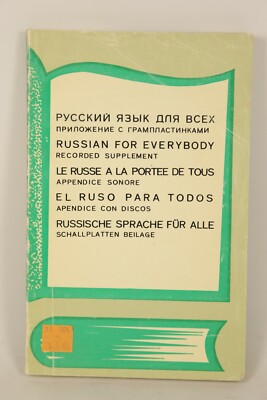 РУССКИЙ ЯЗЫК ДЛЯ ВСЕХ
ПРИЛОЖЕНИЕ С ГРАМПЛАСТИНКАМИ
RUSSIAN FOR EVERYBODY
RECORDED SUPPLEMENT
LE RUSSE A LA PORTEE DE TOUS
APPENDICE SONORE
EL RUSO PARA TODOS
APENDICE CON DISCOS
RUSSISCHE SPRACHE FÜR ALLE
SCHALLPLATTEN BEILAGE